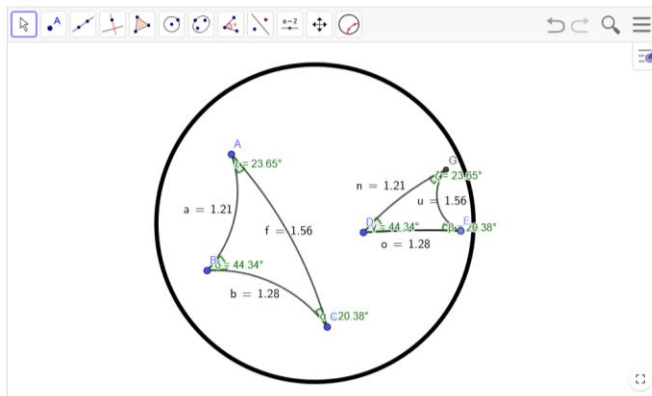 A
a=2
A
= 23.65°
a = 1.21
f = 1.56
B
= 44.34°
b = 1.28
C
20.38°
G
= 23.65°
n = 1.21
u = 1.56
D
= 44.34°
E
= 20.38°
o = 1.28